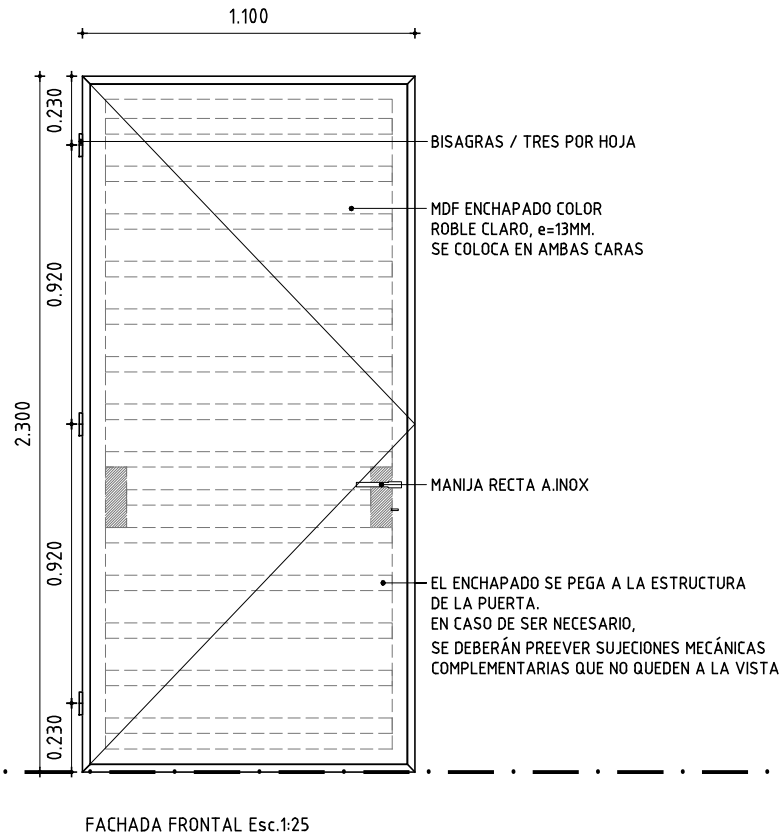 1.100
0.230
BISAGRAS / TRES POR HOJA
MDF ENCHAPADO COLOR
ROBLE CLARO, e=13MM.
SE COLOCA EN AMBAS CARAS
0.920
2.300
MANIJA RECTA A.INOX
0.920
EL ENCHAPADO SE PEGA A LA ESTRUCTURA
DE LA PUERTA.
EN CASO DE SER NECESARIO,
SE DEBERÁN PREEVER SUJECIONES MECÁNICAS
COMPLEMENTARIAS QUE NO QUEDEN A LA VISTA
0.230
FACHADA FRONTAL Esc.1:25